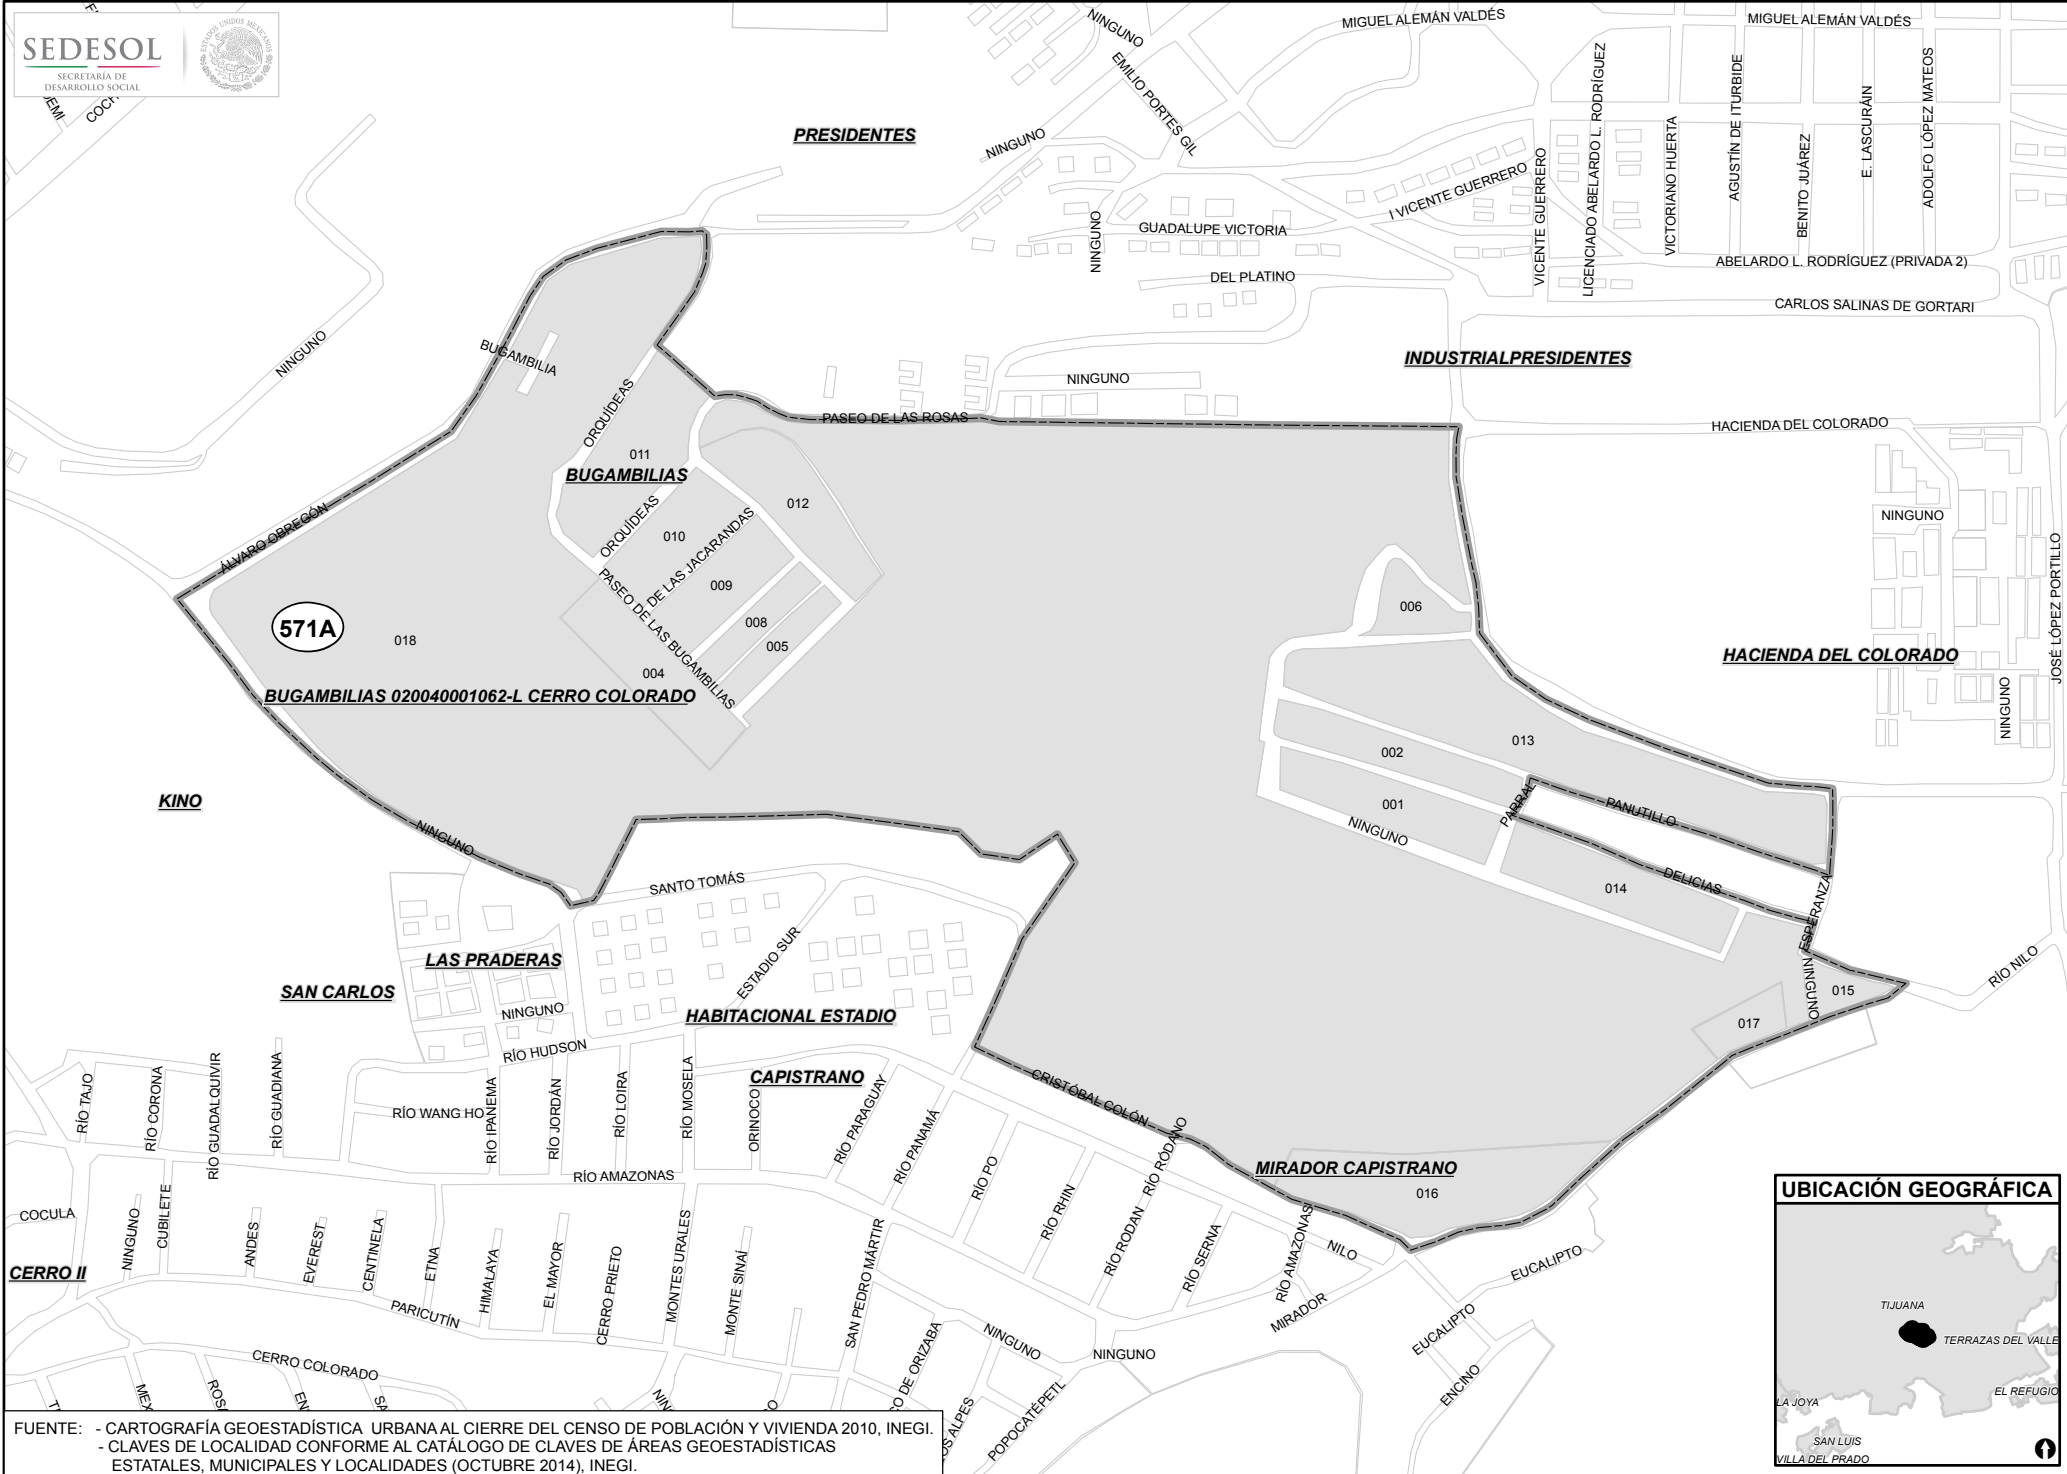 SEDESOL
SECRETARÍA DE
DESARROLLO SOCIAL
ESTADOS UNIDOS MEXICANOS
NINGUNO
EMILIO PORTES GIL
MIGUEL ALEMÁN VALDÉS
MIGUEL ALEMÁN VALDÉS
PRESIDENTES
NINGUNO
LICENCIADO ABELARDO L. RODRÍGUEZ
VICTORIANO HUERTA
AGUSTÍN DE ITURBIDE
BENITO JUÁREZ
E. LASCURÁIN
ADOLFO LÓPEZ MATEOS
I VICENTE GUERRERO
VICENTE GUERRERO
NINGUNO
GUADALUPE VICTORIA
DEL PLATINO
ABELARDO L. RODRÍGUEZ (PRIVADA 2)
CARLOS SALINAS DE GORTARI
NINGUNO
BUGAMBILIA
INDUSTRIALPRESIDENTES
NINGUNO
ORQUÍDEAS
PASEO DE LAS ROSAS
HACIENDA DEL COLORADO
011
BUGAMBILIAS
012
ÁLVARO OBREGÓN
ORQUÍDEAS
010
DE LAS JACARANDAS
NINGUNO
JOSÉ LÓPEZ PORTILLO
009
PASEO DE LAS BUGAMBILIAS
008
005
006
571A
018
004
HACIENDA DEL COLORADO
BUGAMBILIAS 020040001062-L CERRO COLORADO
NINGUNO
013
002
001
KINO
PARRAL
PANUTILLO
NINGUNO
NINGUNO
DELICIAS
014
SANTO TOMÁS
ESPERANZA
ESTADIO SUR
LAS PRADERAS
SAN CARLOS
NINGUNO
RÍO NILO
015
017
NINGUNO
HABITACIONAL ESTADIO
RÍO HUDSON
CAPISTRANO
CRISTÓBAL COLÓN
RÍO TAJO
RÍO CORONA
RÍO GUADALQUIVIR
RÍO GUADIANA
RÍO WANG HO
RÍO IPANEMA
RÍO JORDÁN
RÍO LOIRA
RÍO MOSELA
ORINOCO
RÍO PARAGUAY
RÍO PANAMÁ
RÍO PO
RÍO RHIN
RÍO RÓDANO
RÍO RODAN
RÍO SERNA
RÍO AMAZONAS
RÍO AMAZONAS
MIRADOR CAPISTRANO
016
NILO
MIRADOR
EUCALIPTO
EUCALIPTO
ENCINO
COCULA
NINGUNO
CUBILETE
ANDES
EVEREST
CENTINELA
ETNA
HIMALAYA
EL MAYOR
CERRO PRIETO
MONTES URALES
MONTE SINAÍ
SAN PEDRO MÁRTIR
CERRO II
PARICUTÍN
NINGUNO
NINGUNO
CERRO COLORADO
POPOCATÉPETL
UBICACIÓN GEOGRÁFICA
TIJUANA
TERRAZAS DEL VALLE
EL REFUGIO
LA JOYA
SAN LUIS
VILLA DEL PRADO
FUENTE: - CARTOGRAFÍA GEOESTADÍSTICA URBANA AL CIERRE DEL CENSO DE POBLACIÓN Y VIVIENDA 2010, INEGI.
- CLAVES DE LOCALIDAD CONFORME AL CATÁLOGO DE CLAVES DE ÁREAS GEOESTADÍSTICAS
ESTATALES, MUNICIPALES Y LOCALIDADES (OCTUBRE 2014), INEGI.